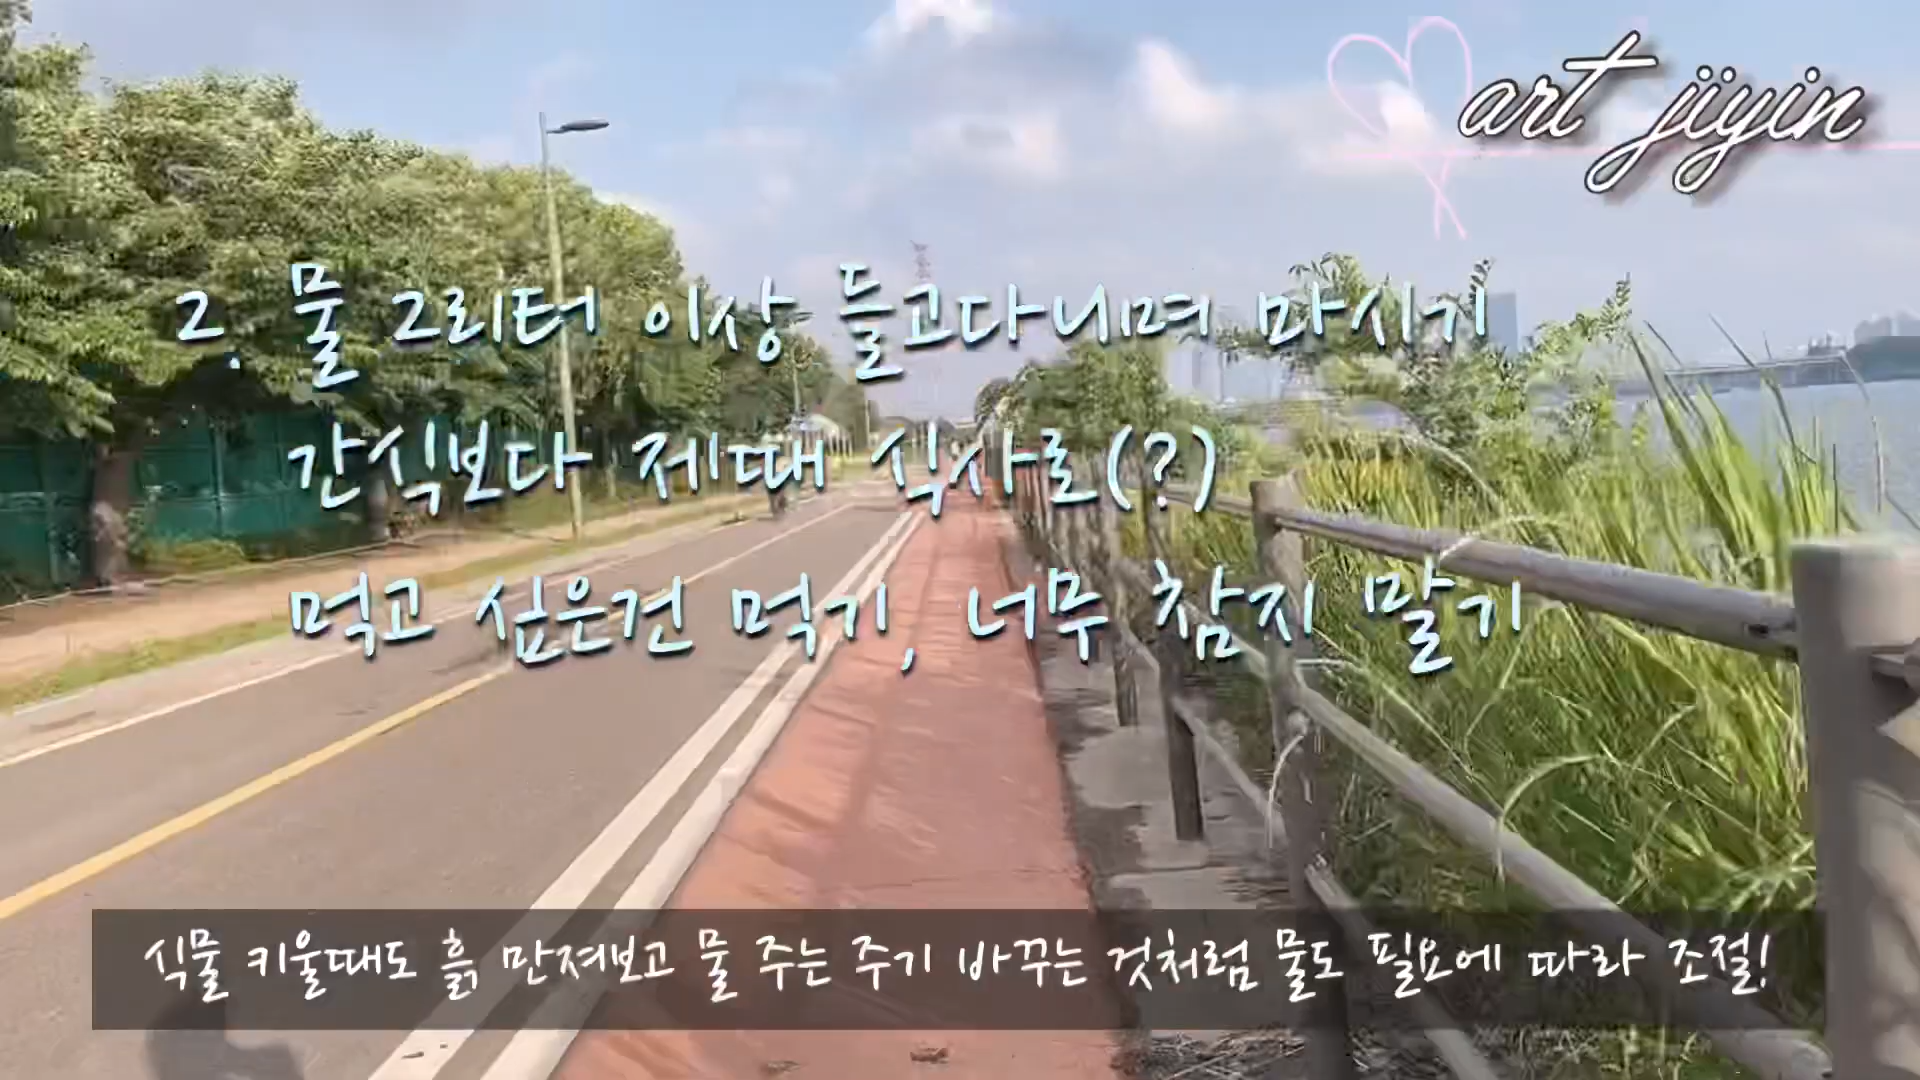 art jiyin
2. 물 2리터 이상 들고다니며 마시기
간식보다 제때 식사로(?)
먹고 싶은건 먹기, 너무 참지 말기
식물 키울때도 흙 만져보고 물 주는 주기 바꾸는 것처럼 물도 필요에 따라 조절!